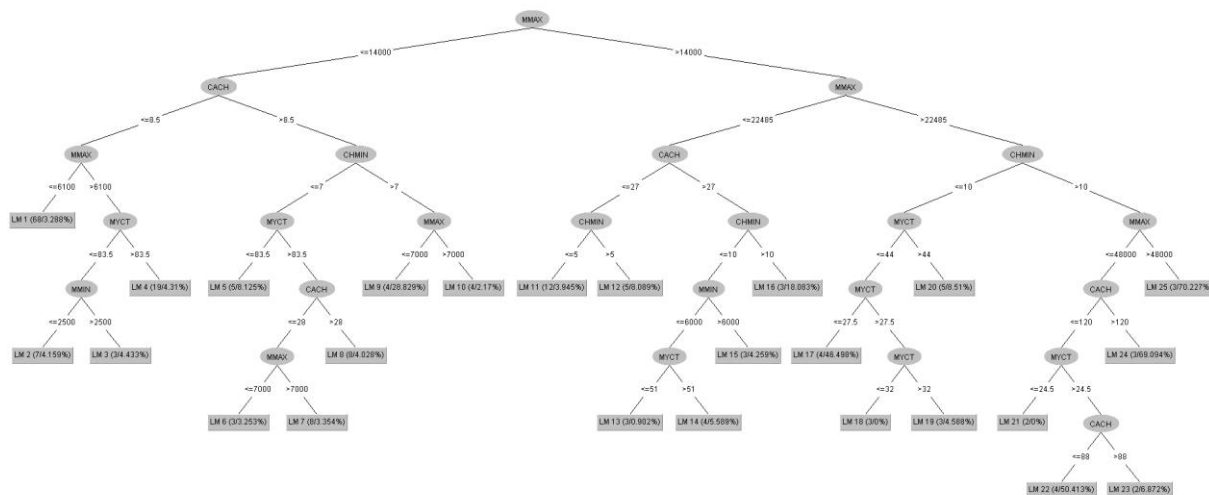 MMAX
<=14000 >14000
CACH MMAX
<=8.5 >8.5 <=22485 >22485
MMAX CHMIN CACH CHMIN
<=6100 >6100 <=7 >7 <=27 >27 <=10 >10
LM 1 (68/3.288%) MYCT MYCT MMAX CHMIN CHMIN MYCT MMAX
<=83.5 >83.5 <=83.5 >83.5 <=7000 >7000 <=5 >5 <=10 >10 <=44 >44 <=48000 >48000
MMIN LM 4 (19/4.31%) LM 5 (5/8.125%) CACH LM 9 (4/28.829%) LM 10 (4/2.17%) LM 11 (12/3.945%) LM 12 (5/8.089%) MMIN LM 16 (3/18.083%) MYCT LM 20 (5/8.51%) CACH LM 25 (3/70.227%)
<=2500 >2500 <=28 >28 <=6000 >6000 <=27.5 >27.5 <=120 >120
LM 2 (7/4.159%) LM 3 (3/4.433%) MMAX LM 8 (8/4.028%) MYCT LM 15 (3/4.259%) LM 17 (4/46.498%) MYCT MYCT LM 24 (3/69.094%)
<=7000 >7000 <=51 >51 <=32 >32 <=24.5 >24.5
LM 6 (3/3.253%) LM 7 (8/3.354%) LM 13 (3/0.902%) LM 14 (4/5.589%) LM 18 (3/0%) LM 19 (3/4.588%) LM 21 (2/0%) CACH
<=88 >88
LM 22 (4/50.413%) LM 23 (2/6.872%)